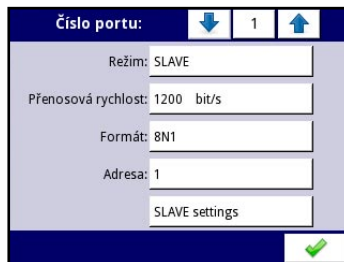 Číslo portu: 1
Režim: SLAVE
Přenosová rychlost: 1200 bit/s
Formát: 8N1
Adresa: 1
SLAVE settings